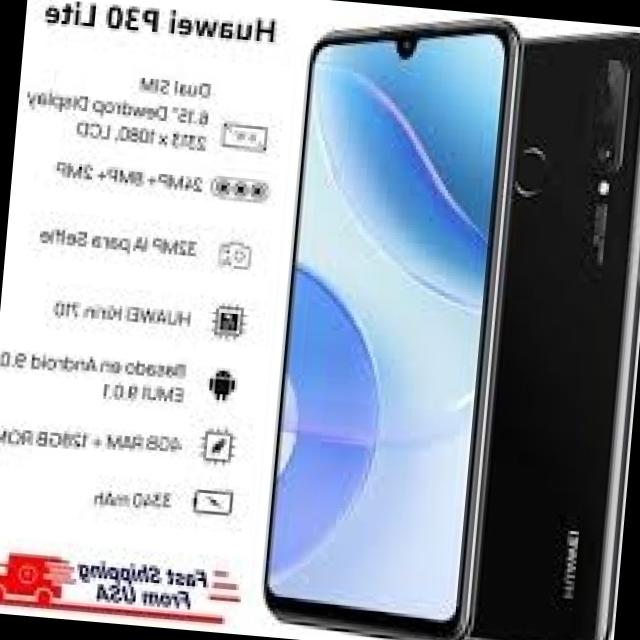 Huawei P30 Lite
Dual SIM
6.15" Dewdrop Display
2313 x 1080, LCD
24MP+ 8MP+ 2MP
32MP IA para Selfie
HUAWEI Kirin 710
Basado en Android 9.0
EMUI 9.0.1
4GB RAM + 128GB ROM
3340 mAh
Fast Shipping
From USA
HUAWEI